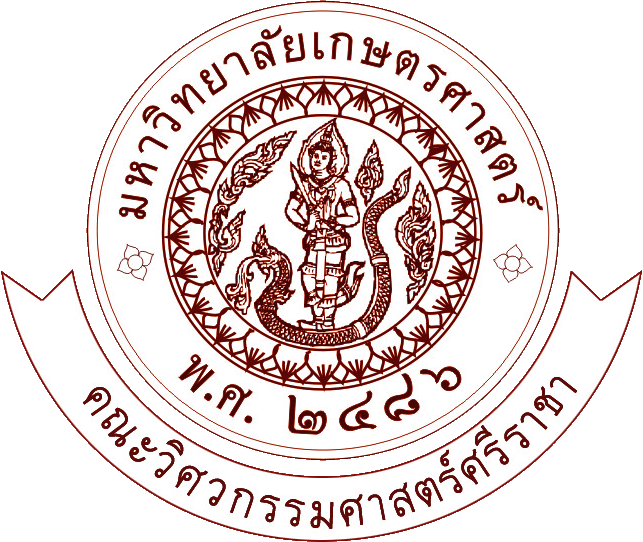 มหาวิทยาลัยเกษตรศาสตร์
พ.ศ. ๒๔๘๖
คณะวิศวกรรมศาสตร์ศรีราชา